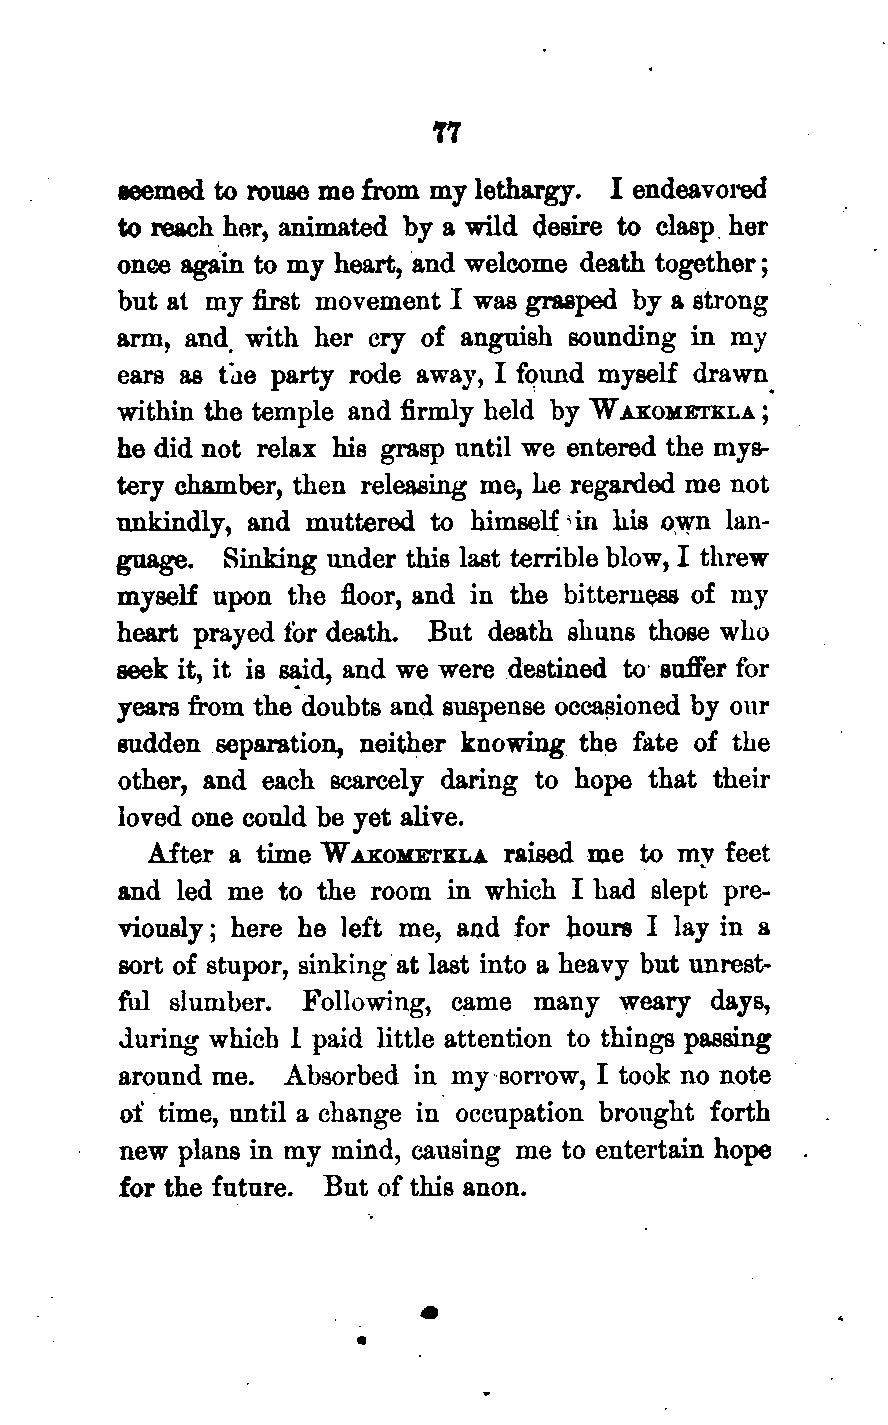 77
seemed to rouse me from my lethargy. I endeavored
to reach her, animated by a wild desire to clasp her
once again to my heart, and welcome death together;
but at my first movement I was grasped by a strong
arm, and with her cry of anguish sounding in my
ears as the party rode away, I found myself drawn
within the temple and firmly held by WAKOMETKLA;
he did not relax his grasp until we entered the mys-
tery chamber, then releasing me, he regarded me not
unkindly, and muttered to himself in his own lan-
guage. Sinking under this last terrible blow, I threw
myself upon the floor, and in the bitterness of my
heart prayed for death. But death shuns those who
seek it, it is said, and we were destined to suffer for
years from the doubts and suspense occasioned by our
sudden separation, neither knowing the fate of the
other, and each scarcely daring to hope that their
loved one could be yet alive.
After a time WAKOMETKLA raised me to my feet
and led me to the room in which I had slept pre-
viously; here he left me, and for hours I lay in a
sort of stupor, sinking at last into a heavy but unrest-
ful slumber. Following, came many weary days,
during which I paid little attention to things passing
around me. Absorbed in my sorrow, I took no note
of time, until a change in occupation brought forth
new plans in my mind, causing me to entertain hope
for the future. But of this anon.